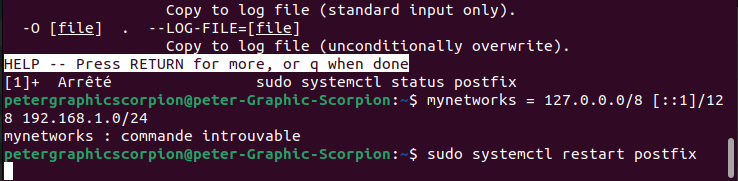 Copy to log file (standard input only).
-O [file]  .  --LOG-FILE=[file]
Copy to log file (unconditionally overwrite).
HELP -- Press RETURN for more, or q when done
[1]+  Arrêté                 sudo systemctl status postfix
petergraphicscorpion@peter-Graphic-Scorpion:~$ mynetworks = 127.0.0.0/8 [::1]/12
8 192.168.1.0/24
mynetworks : commande introuvable
petergraphicscorpion@peter-Graphic-Scorpion:~$ sudo systemctl restart postfix